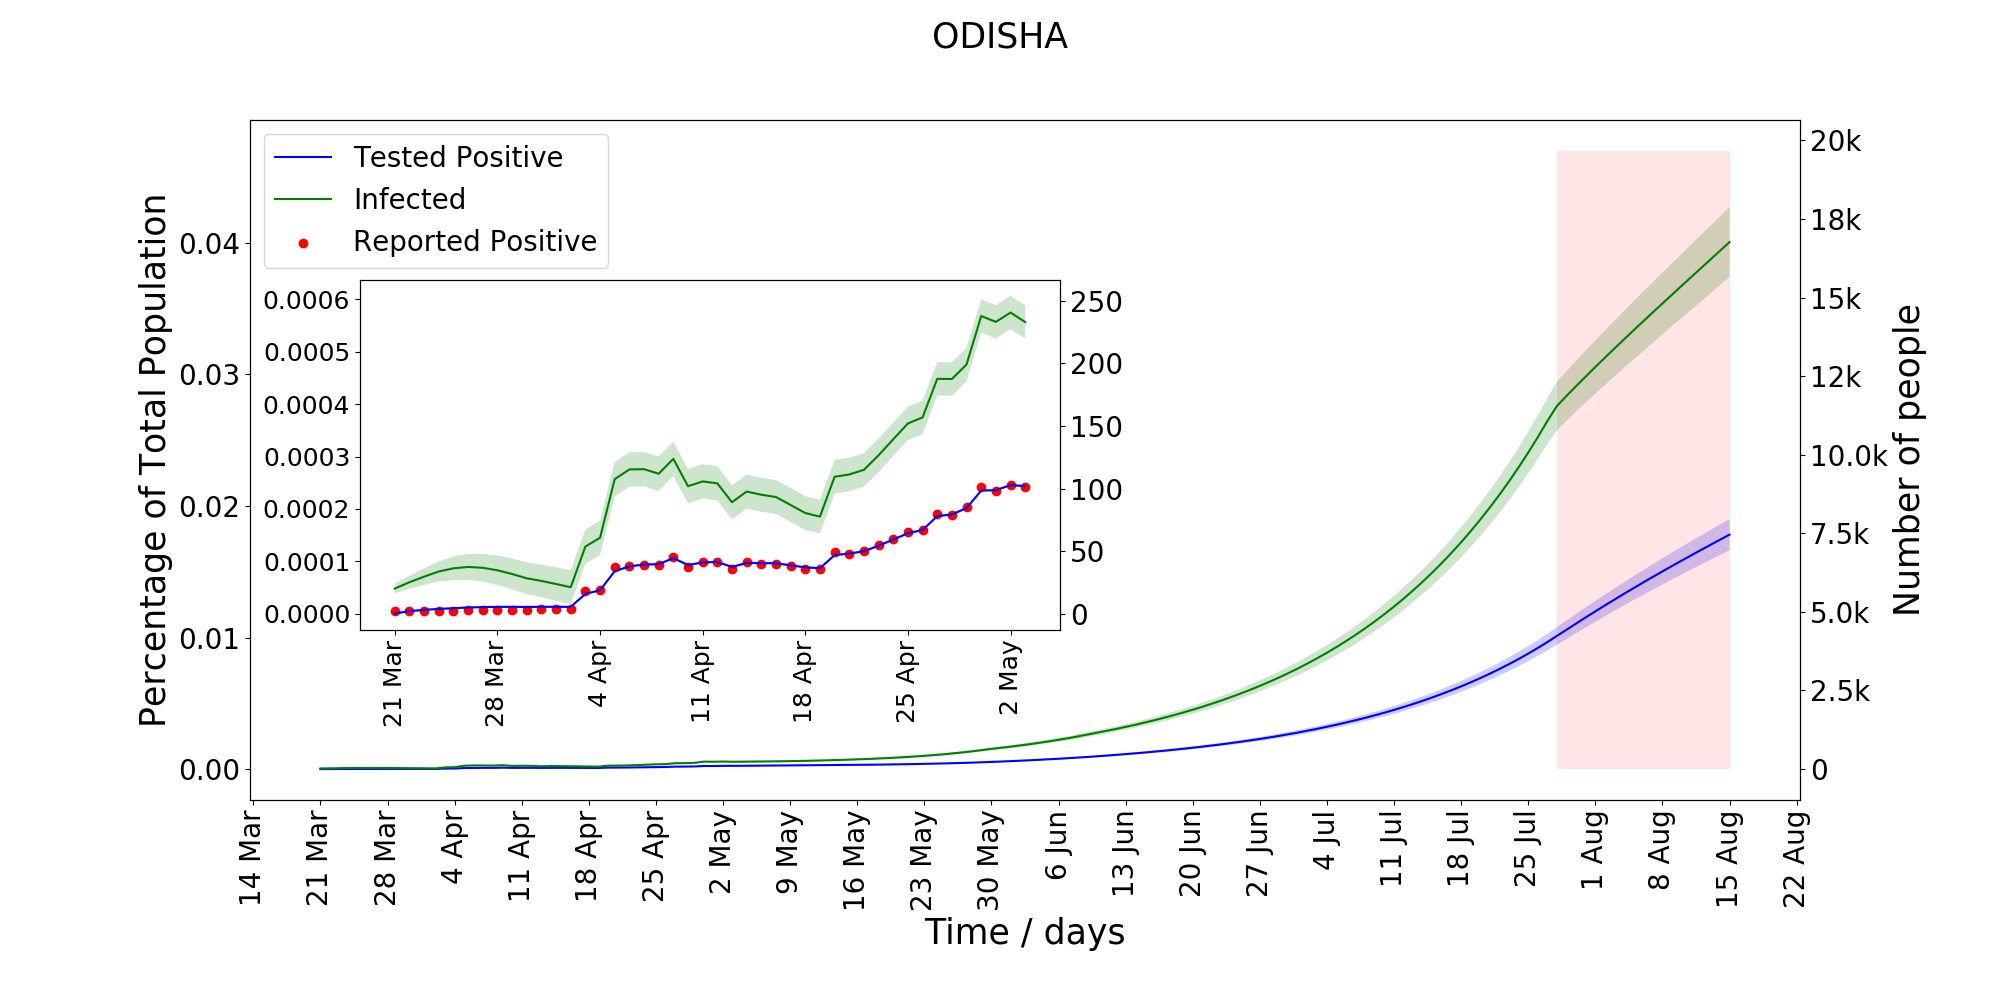 ODISHA
Tested Positive
Infected
Reported Positive
Percentage of Total Population
0.04
0.03
0.02
0.01
0.00
20k
18k
15k
12k
10.0k
7.5k
5.0k
2.5k
0
Number of people
0.0006
0.0005
0.0004
0.0003
0.0002
0.0001
0.0000
250
200
150
100
50
0
21 Mar
28 Mar
4 Apr
11 Apr
18 Apr
25 Apr
2 May
14 Mar
21 Mar
28 Mar
4 Apr
11 Apr
18 Apr
25 Apr
2 May
9 May
16 May
23 May
30 May
6 Jun
13 Jun
20 Jun
27 Jun
4 Jul
11 Jul
18 Jul
25 Jul
1 Aug
8 Aug
15 Aug
22 Aug
Time / days